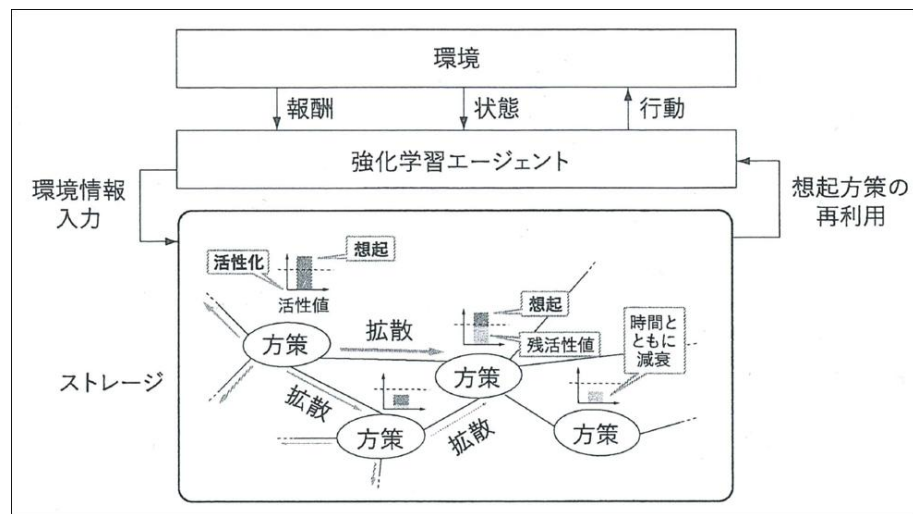 環境
報酬
状態
行動
強化学習エージェント
環境情報
入力
想起方策の
再利用
活性化
想起
活性値
想起
残活性値
時間と
ともに
減衰
方策
拡散
方策
ストレージ
拡散
方策
拡散
方策